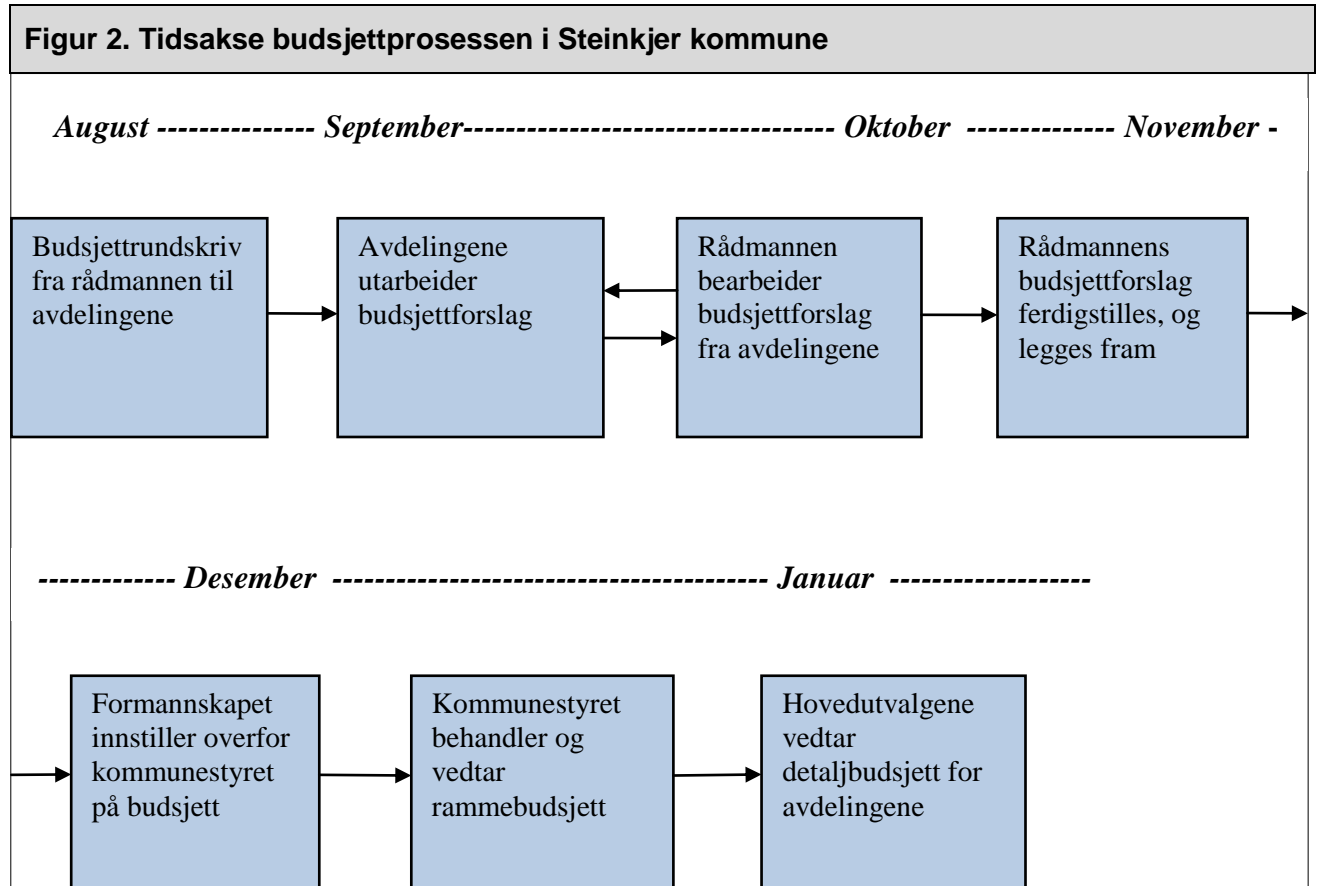 Figur 2. Tidsakse budsjettprosessen i Steinkjer kommune
August --------------- September----------------------------------- Oktober -------------- November -
Budsjettrundskriv
fra rådmannen til
avdelingene
Avdelingene
utarbeider
budsjettforslag
Rådmannen
bearbeider
budsjettforslag
fra avdelingene
Rådmannens
budsjettforslag
ferdigstilles, og
legges fram
------------- Desember ----------------------------------------- Januar -------------------
Formannskapet
innstiller overfor
kommunestyret
på budsjett
Kommunestyret
behandler og
vedtar
rammebudsjett
Hovedutvalgene
vedtar
detaljbudsjett for
avdelingene